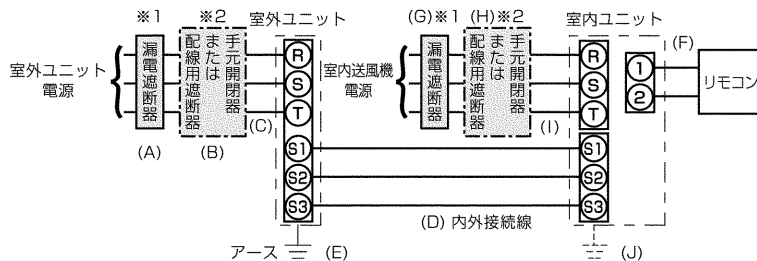 ※1
※2
室外ユニット
(G)※1
(H)※2
室内ユニット
室外ユニット
電源
漏電遮断器
手元開閉器
または
配線用遮断器
R
S
T
室内送風機
電源
漏電遮断器
手元開閉器
または
配線用遮断器
R
S
T
1
2
(F)
リモコン
(A)
(B)
(C)
(I)
S1
S2
S3
S1
S2
S3
(D) 内外接続線
アース
(E)
(J)